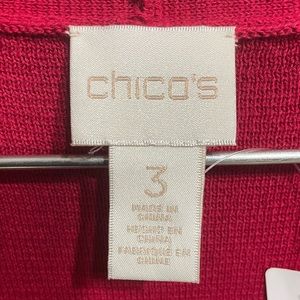 chico's
3
MADE IN
CHINA
HECHO EN
CHINA
FABRIQUÉ EN
CHINE